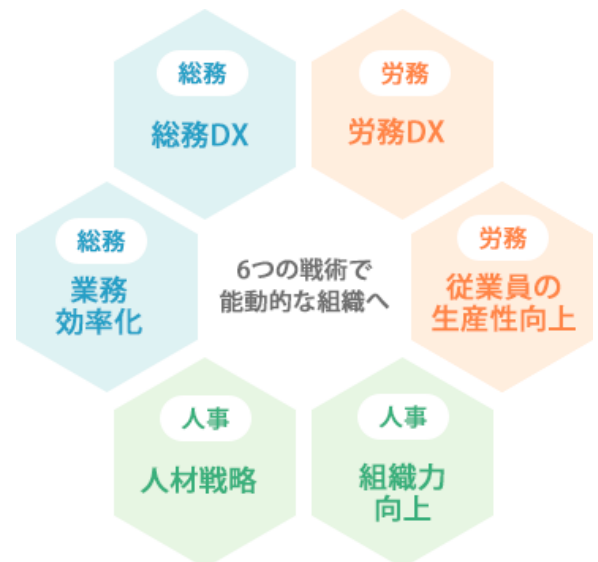 総務
総務DX
労務
労務DX
総務
業務
効率化
6つの戦術で
能動的な組織へ
労務
従業員の
生産性向上
人事
人材戦略
人事
組織力
向上